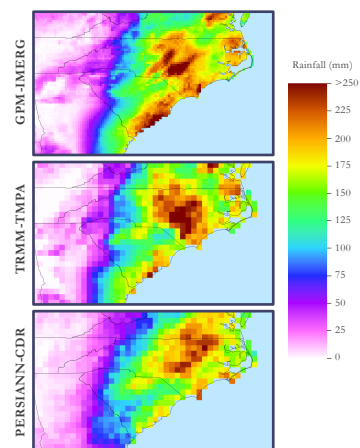 GPM-IMERG
TRMM-TMPA
PERSIANN-CDR
Rainfall (mm)
>250
225
200
175
150
125
100
75
50
25
0